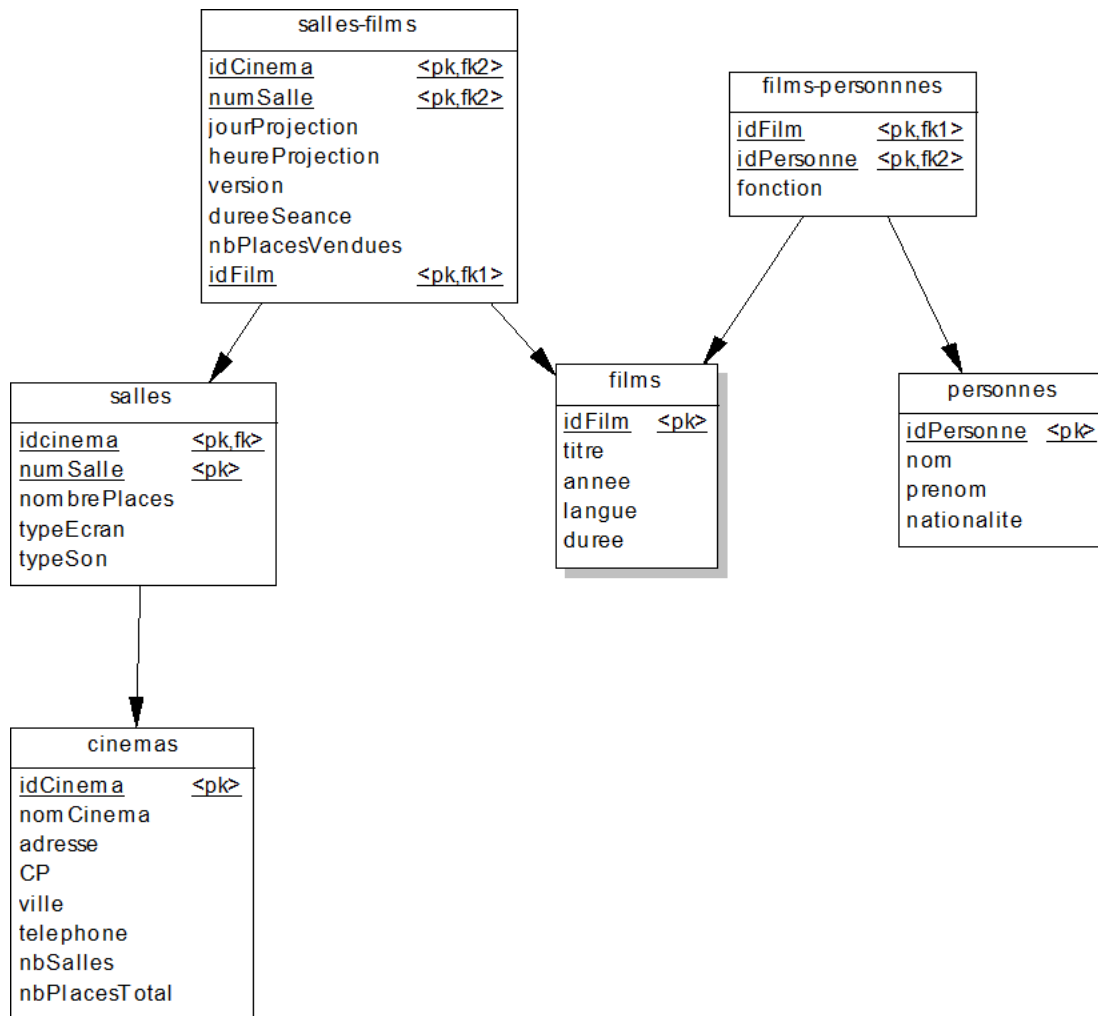 salles-films
idCinema <pk,fk2>
numSalle <pk,fk2>
jourProjection
heureProjection
version
dureeSeance
nbPlacesVendues
idFilm <pk,fk1>
films-personnnes
idFilm <pk,fk1>
idPersonne <pk,fk2>
fonction
salles
idcinema <pk,fk>
numSalle <pk>
nombrePlaces
typeEcran
typeSon
films
idFilm <pk>
titre
annee
langue
duree
personnes
idPersonne <pk>
nom
prenom
nationalite
cinemas
idCinema <pk>
nomCinema
adresse
CP
ville
telephone
nbSalles
nbPlacesTotal